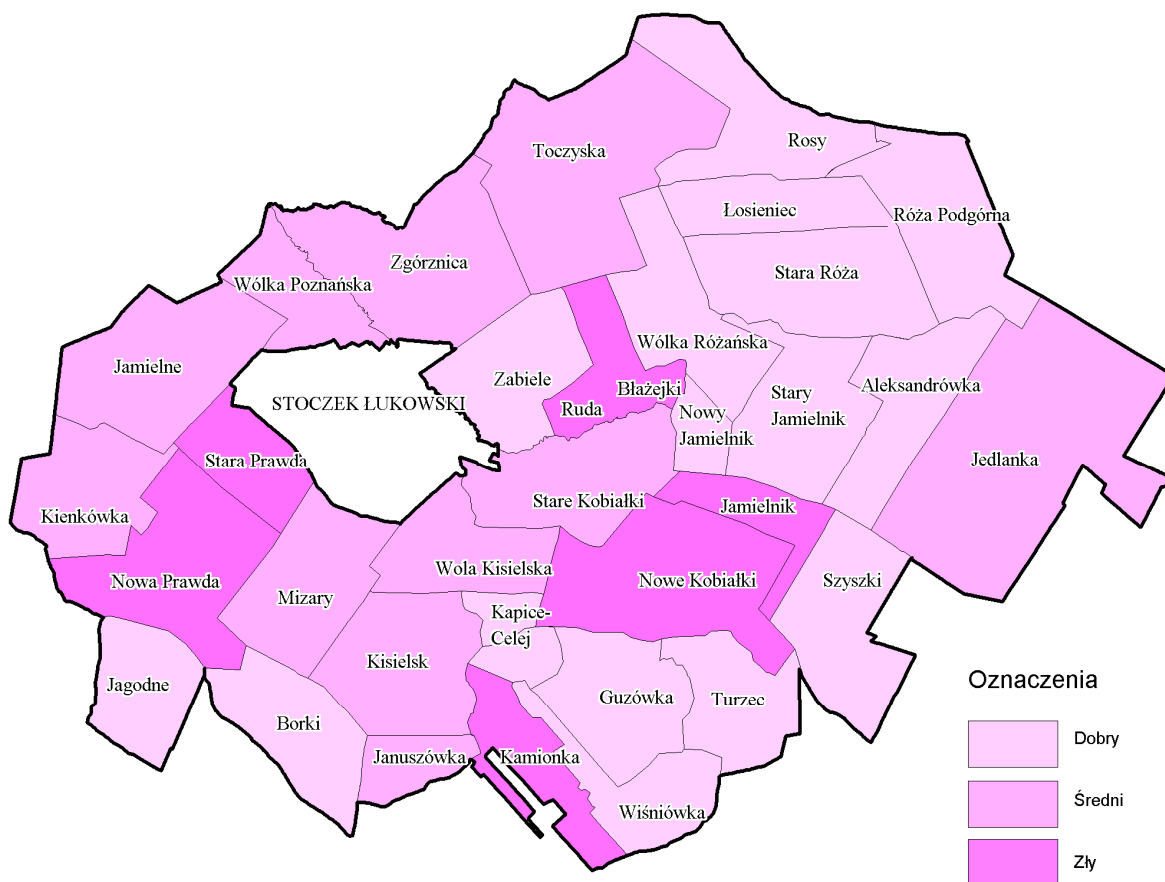 Rosy
Toczyska
Łosieniec
Róża Podgórna
Zgórznica
Stara Róża
Wólka Poznańska
Wólka Różańska
Jamielne
Zabiele
Błażejki
Aleksandrówka
STOCZEK ŁUKOWSKI
Ruda
Nowy
Jamielnik
Stary
Jamielnik
Stara Prawda
Jedlanka
Stare Kobiałki
Jamielnik
Kienkówka
Wola Kisielska
Nowe Kobiałki
Szyszki
Nowa Prawda
Mizary
Kapice-
Celej
Kisielsk
Jagodne
Guzówka
Turzec
Borki
Januszówka
Kamionka
Wiśniówka
Oznaczenia
Dobry
Średni
Zły